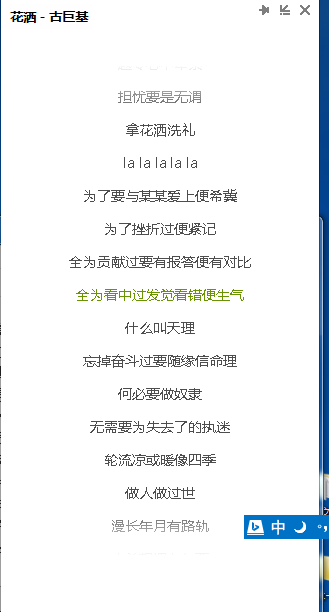 花洒 - 古巨基
担忧要是无谓
拿花洒洗礼
la la la la la
为了要与某某爱上便希冀
为了挫折过便紧记
全为贡献过要有报答便有对比
全为看中过发觉看错便生气
什么叫天理
忘掉奋斗过要随缘信命理
何必要做奴隶
无需要为失去了的执迷
轮流凉或暖像四季
做人做过世
漫长年月有路轨
中